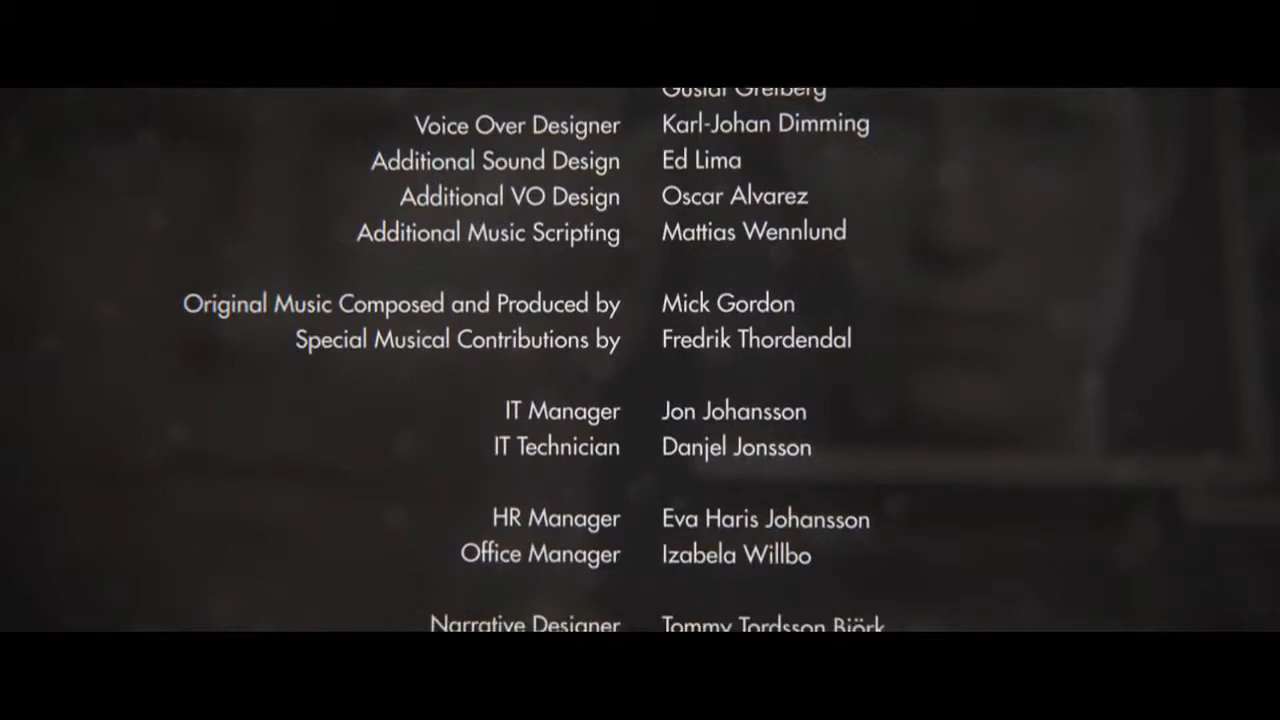 Gustaf Grefberg
Voice Over Designer Karl-Johan Dimming
Additional Sound Design Ed Lima
Additional VO Design Oscar Alvarez
Additional Music Scripting Mattias Wennlund
Original Music Composed and Produced by Mick Gordon
Special Musical Contributions by Fredrik Thordendal
IT Manager Jon Johansson
IT Technician Danjel Jonsson
HR Manager Eva Haris Johansson
Office Manager Izabela Willbo
Narrative Designer Tommy Tordsson Björk